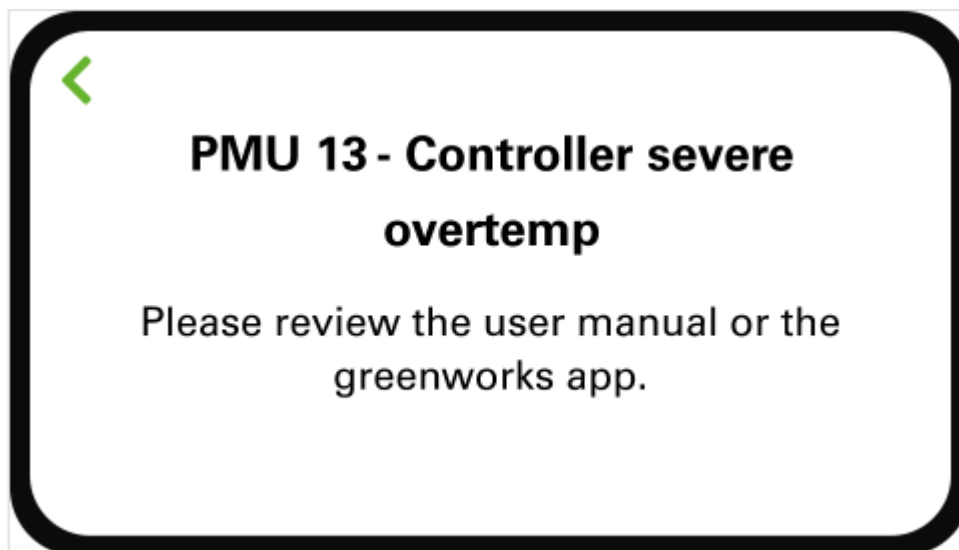 PMU 13 - Controller severe
overtemp
Please review the user manual or the
greenworks app.